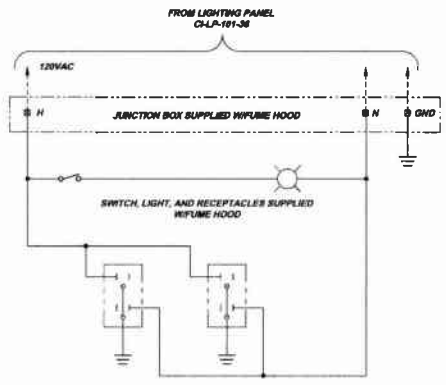 FROM LIGHTING PANEL
CI-LP-101-36
120VAC
H
JUNCTION BOX SUPPLIED W/FUME HOOD
N
GND
SWITCH, LIGHT, AND RECEPTACLES SUPPLIED
W/FUME HOOD